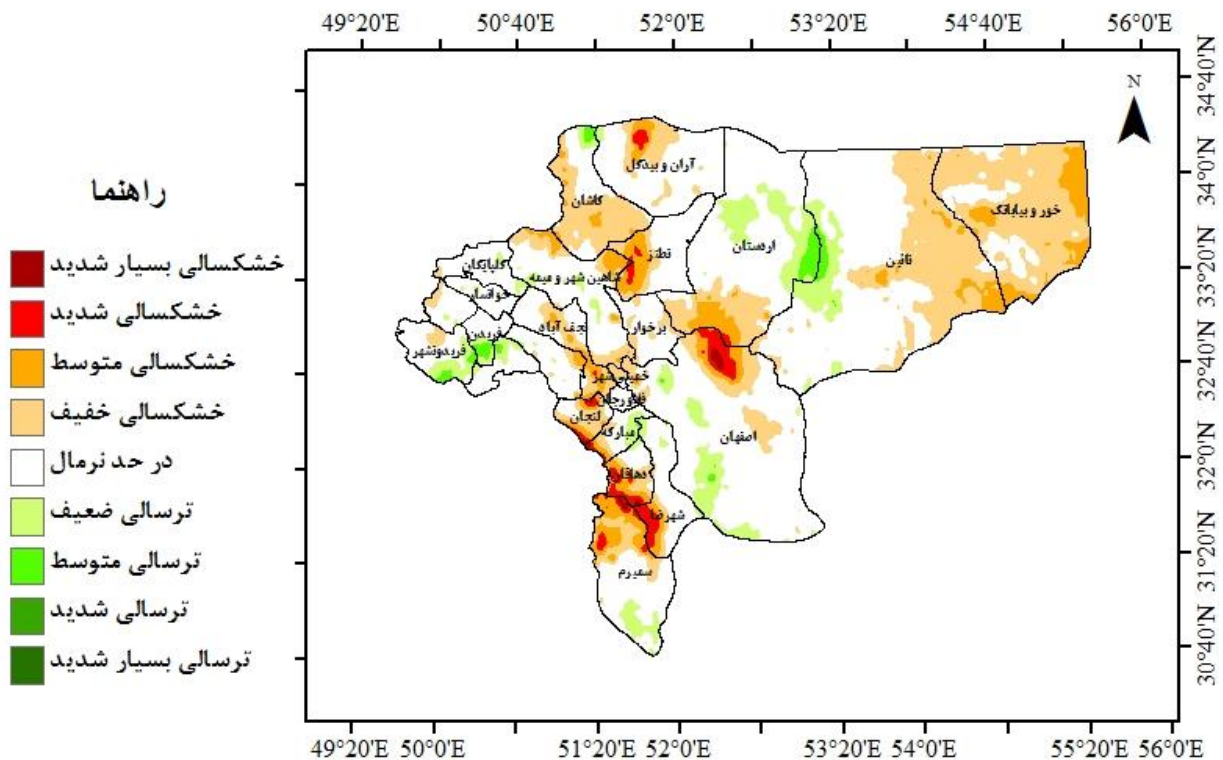 49°20'E 50°40'E 52°0'E 53°20'E 54°40'E 56°0'E
N
34°40'N
34°0'N
33°20'N
32°40'N
32°0'N
31°20'N
30°40'N
راهنما
خشکسالی بسیار شدید
خشکسالی شدید
خشکسالی متوسط
خشکسالی خفیف
در حد نرمال
ترسالی ضعیف
ترسالی متوسط
ترسالی شدید
ترسالی بسیار شدید
آران و بیدگل
کاشان
خور و بیابانک
اردستان
نطنز
نائین
گلپایگان
شاهین شهر و میمه
خوانسار
نجف آباد
برخوار
فریدن
فریدونشهر
خمینی شهر
فلاورجان
لنجان
مبارکه
اصفهان
دهاقان
شهرضا
سمیرم
49°20'E 50°0'E 51°20'E 52°0'E 53°20'E 54°0'E 55°20'E 56°0'E